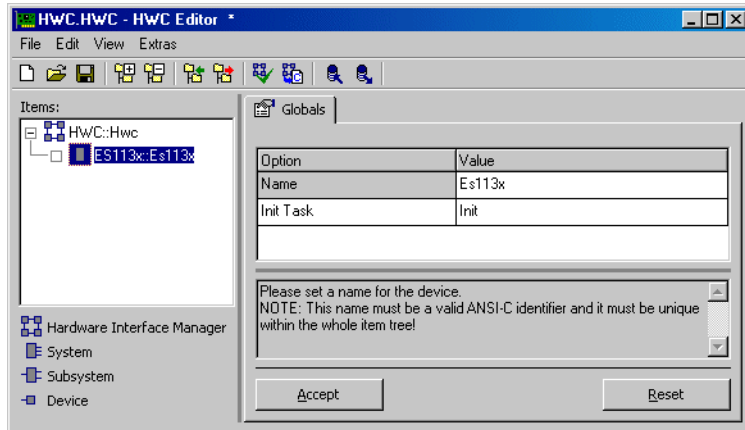 HWC.HWC - HWC Editor *
File Edit View Extras
Items:
HWC::Hwc
ES113x::Es113x
Hardware Interface Manager
System
Subsystem
Device
Globals
Option Value
Name Es113x
Init Task Init
Please set a name for the device.
NOTE: This name must be a valid ANSI-C identifier and it must be unique
within the whole item tree!
Accept Reset